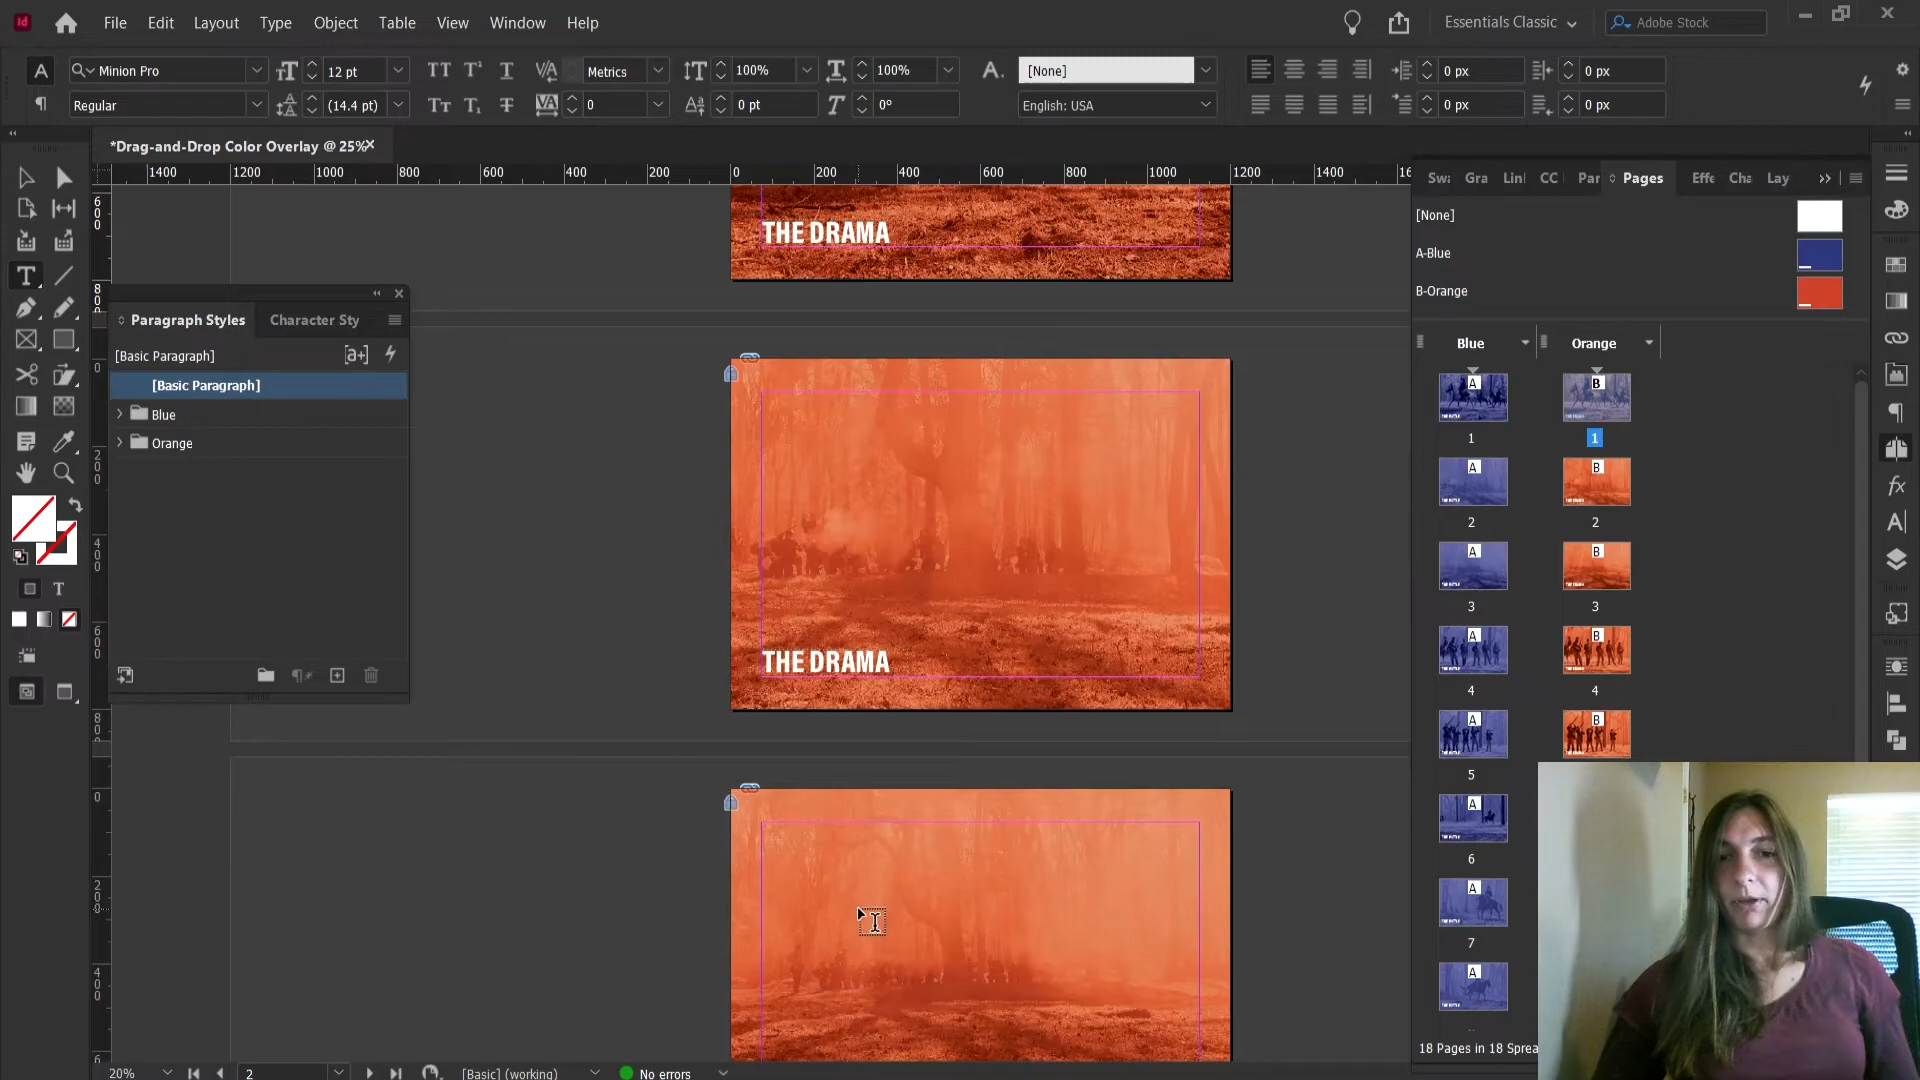 Id File Edit Layout Type Object Table View Window Help Essentials Classic Adobe Stock
A Minion Pro 12 pt Metrics 100% 100% A. [None] 0 px 0 px
Regular (14.4 pt) 0 0 pt 0° English: USA 0 px 0 px
*Drag-and-Drop Color Overlay @ 25%
1400 1200 1000 800 600 400 200 0 200 400 600 800 1000 1200 1400
Swa Gra Linl CC Par Pages Effe Cha Lay
[None]
A-Blue
B-Orange
THE DRAMA
Paragraph Styles Character Sty
[Basic Paragraph] [a+]
[Basic Paragraph]
Blue
Orange
Blue Orange
A B
1 1
A B
2 2
A B
3 3
A B
4 4
A B
5
A
6
A
7
A
THE DRAMA
18 Pages in 18 Sprea
20% 2 [Basic] (working) No errors